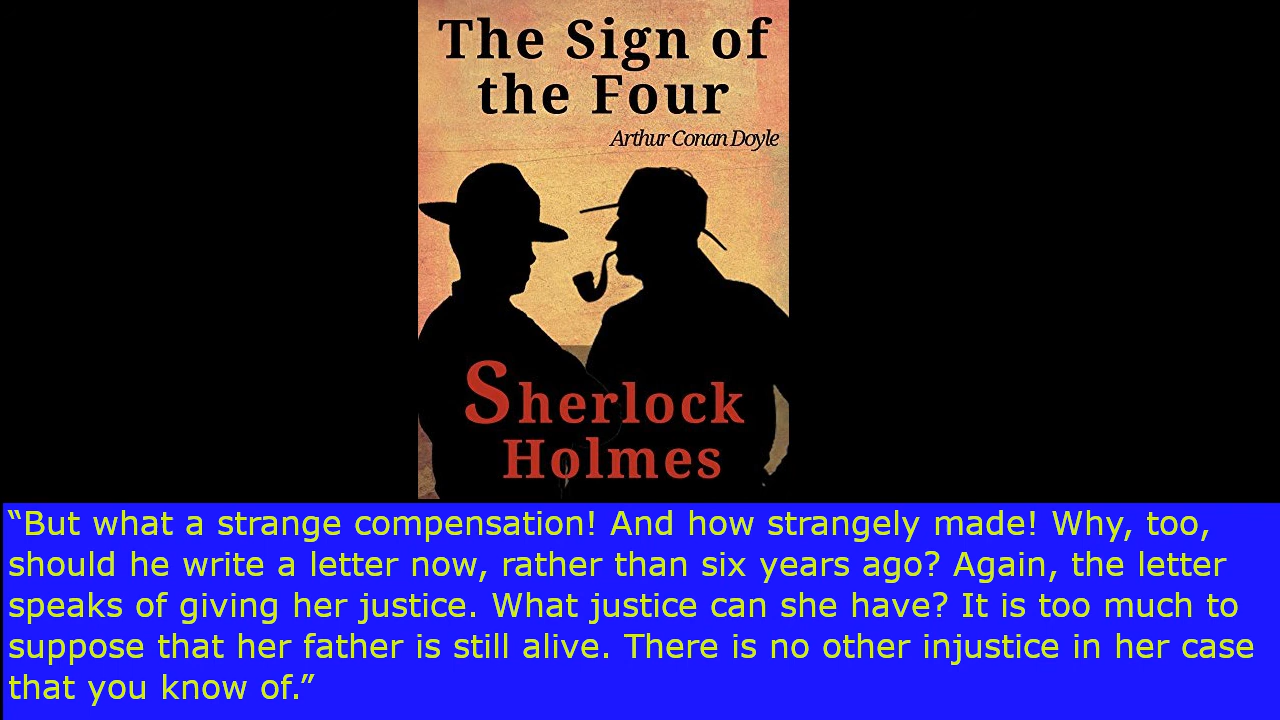 The Sign of
the Four
Arthur Conan Doyle
Sherlock
Holmes
“But what a strange compensation! And how strangely made! Why, too,
should he write a letter now, rather than six years ago? Again, the letter
speaks of giving her justice. What justice can she have? It is too much to
suppose that her father is still alive. There is no other injustice in her case
that you know of.”